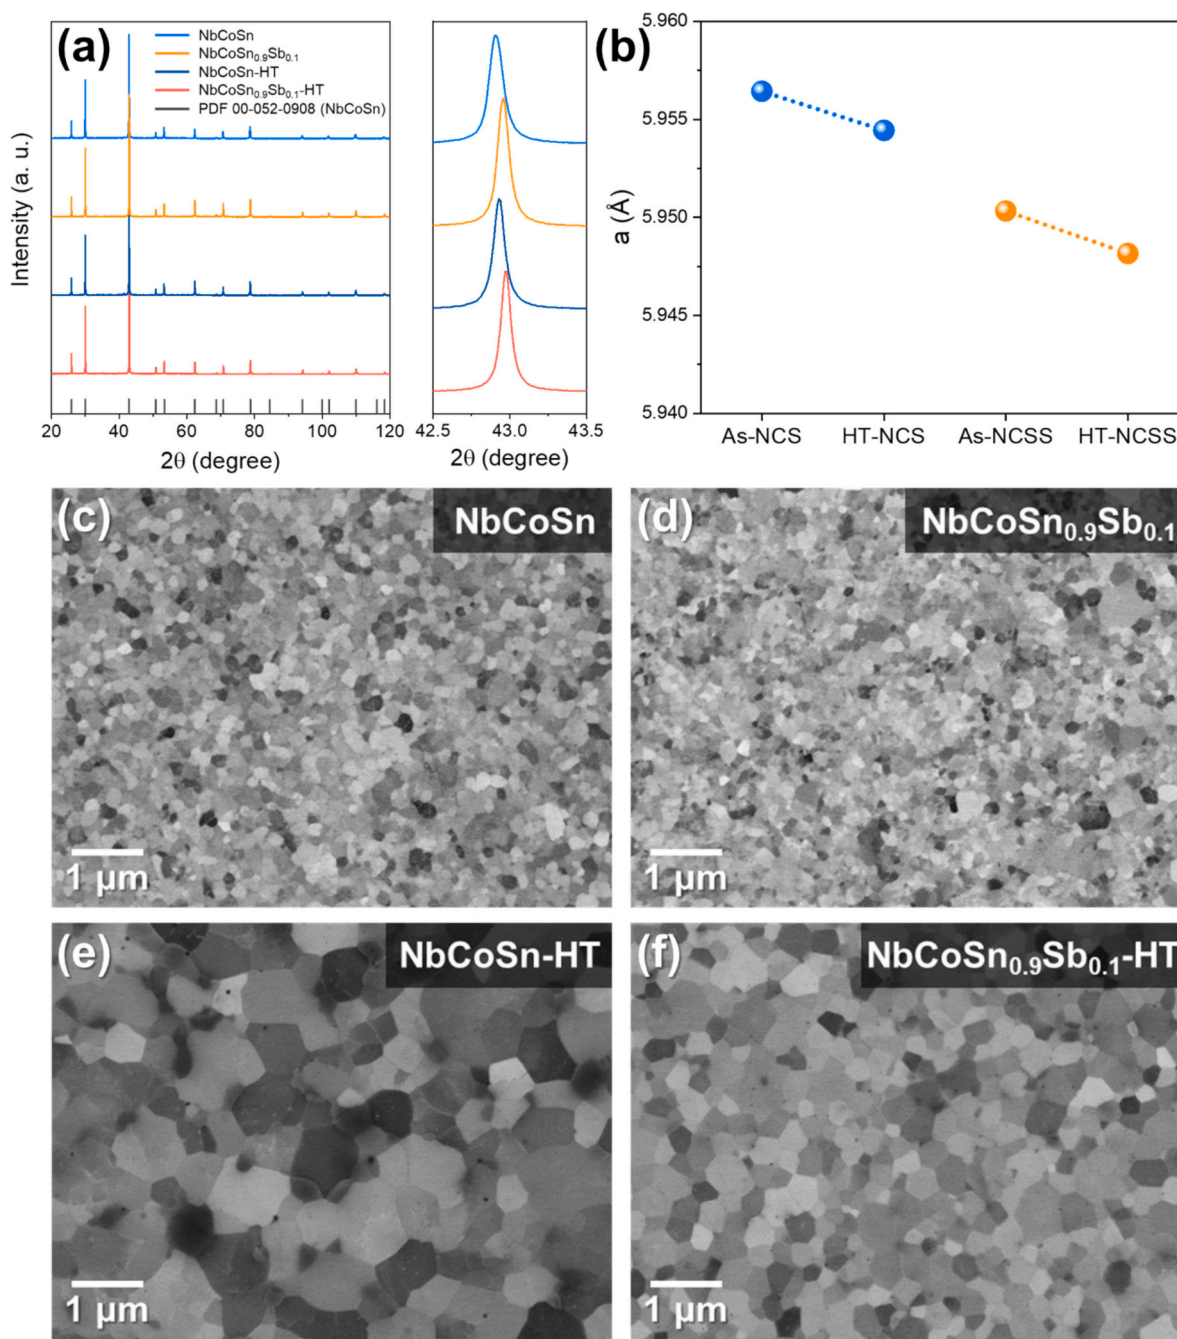 (a)
NbCoSn
NbCoSn0.9Sb0.1
NbCoSn-HT
NbCoSn0.9Sb0.1-HT
PDF 00-052-0908 (NbCoSn)
Intensity (a. u.)
20 40 60 80 100 120
2θ (degree)
42.5 43.0 43.5
2θ (degree)
(b)
5.960
5.955
5.950
5.945
5.940
a (Å)
As-NCS HT-NCS As-NCSS HT-NCSS
(c) NbCoSn
1 μm
(d) NbCoSn0.9Sb0.1
1 μm
(e) NbCoSn-HT
1 μm
(f) NbCoSn0.9Sb0.1-HT
1 μm